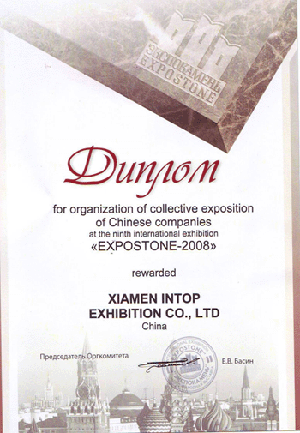 ЭКСПОКАМЕНЬ
EXPOSTONE
Диплом
for organization of collective exposition
of Chinese companies
at the ninth international exhibition
«EXPOSTONE-2008»
rewarded
XIAMEN INTOP
EXHIBITION CO., LTD
China
Председатель Оргкомитета
Е.В. Басин